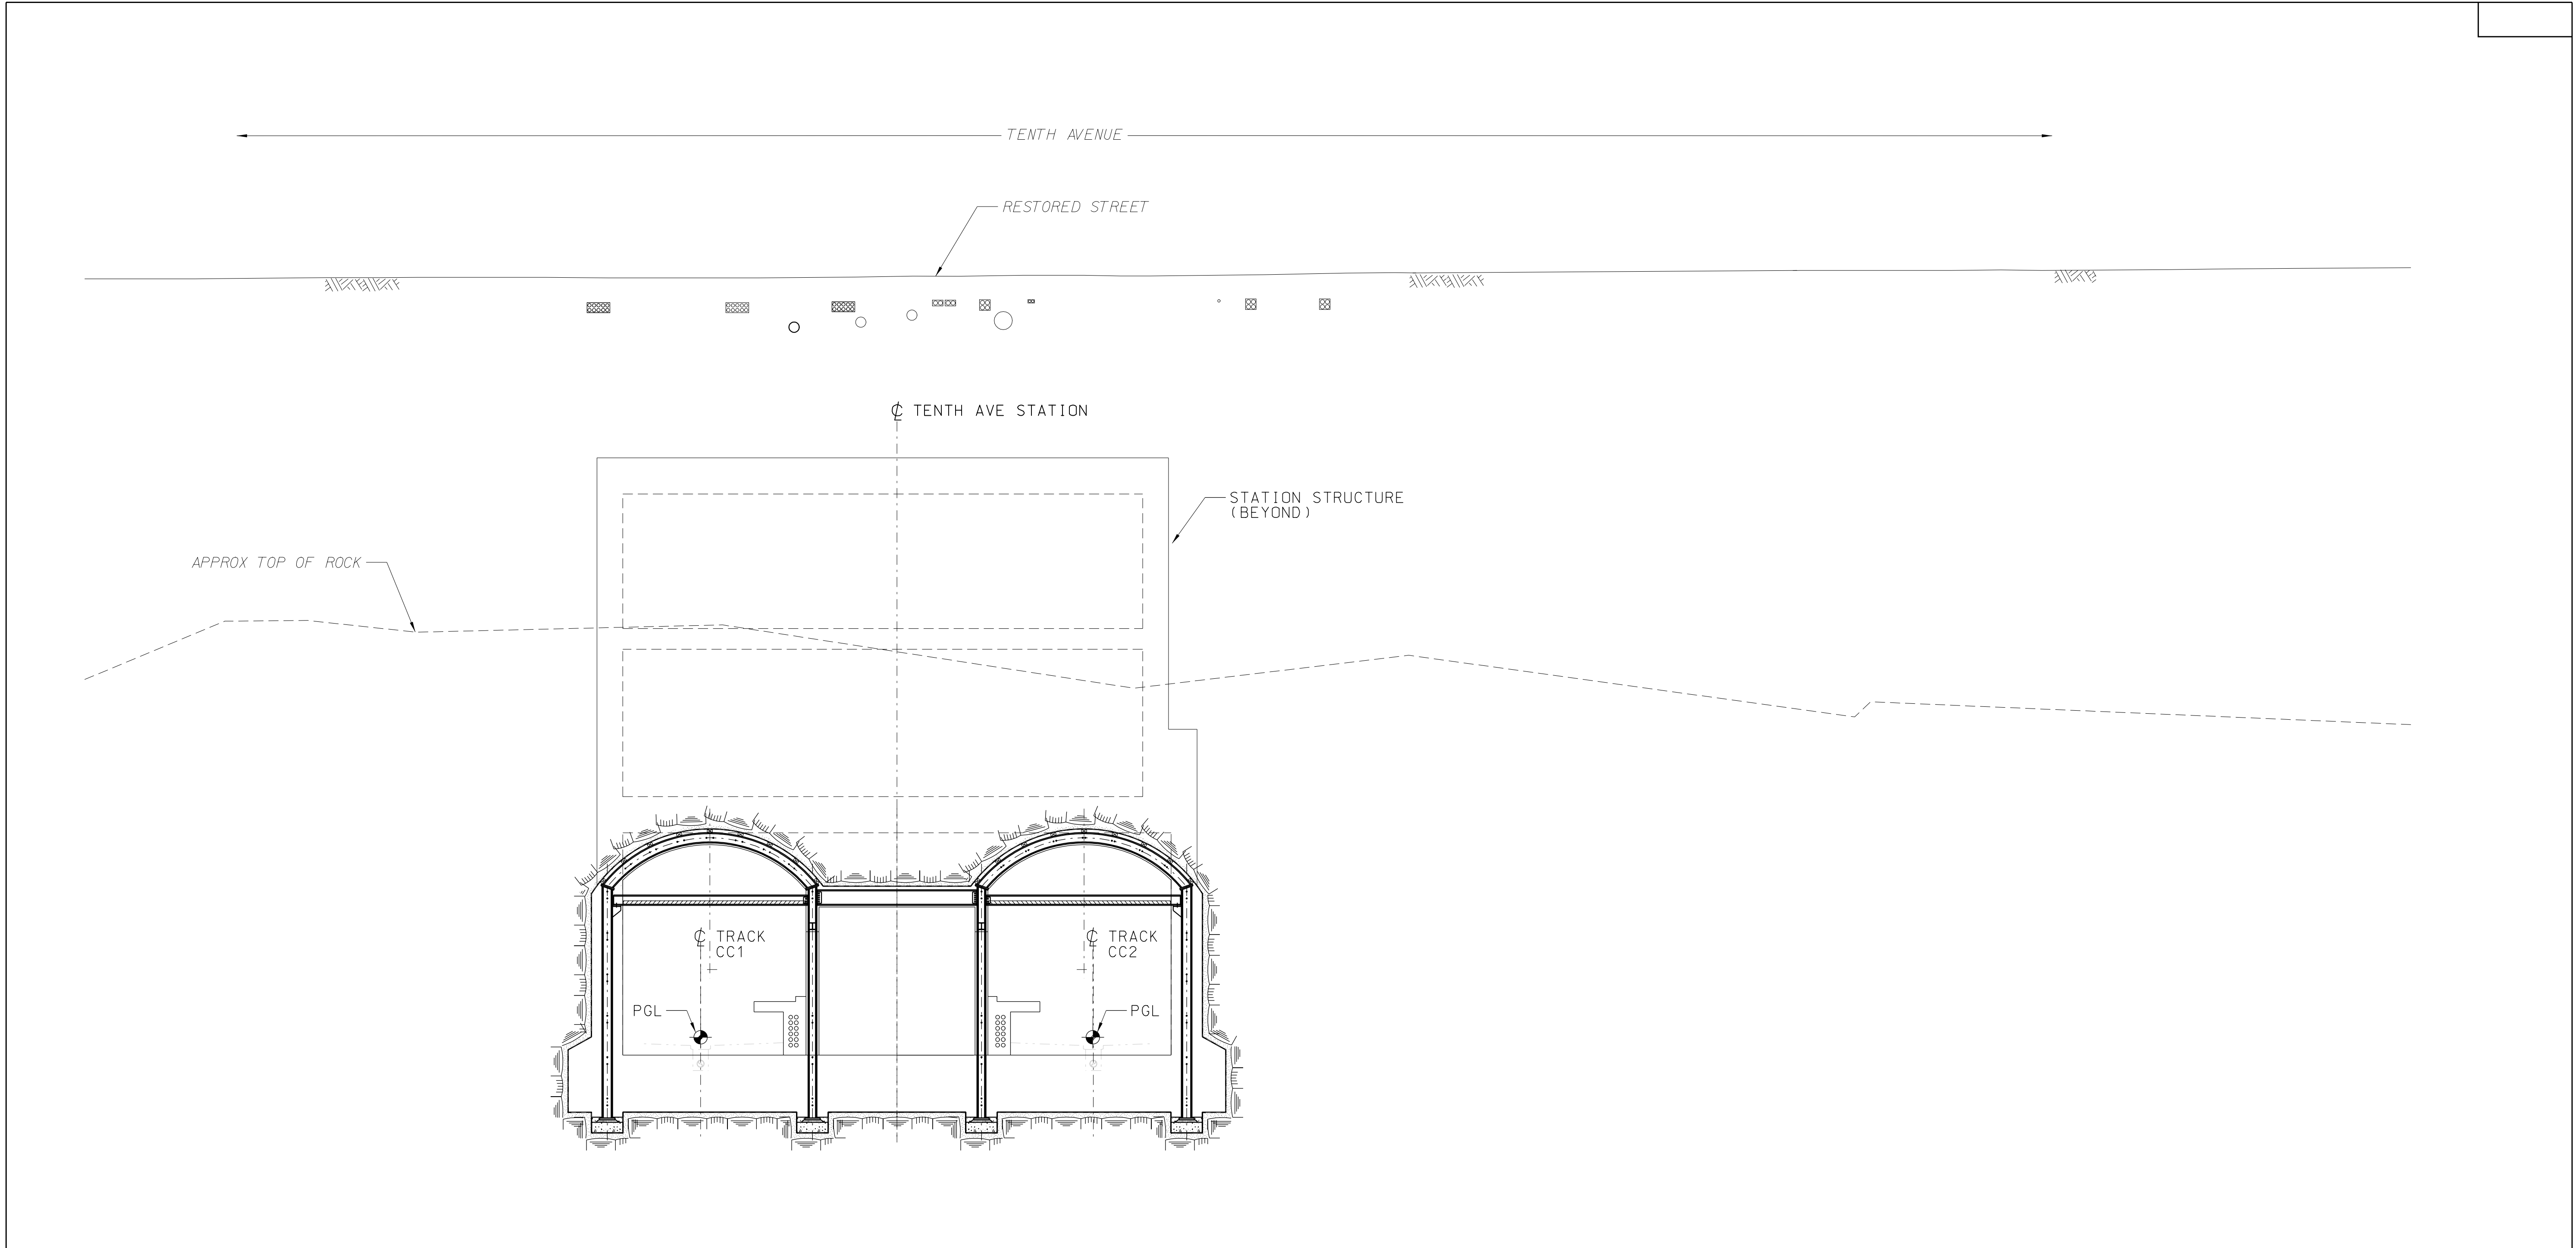 TENTH AVENUE
RESTORED STREET
℄ TENTH AVE STATION
STATION STRUCTURE
(BEYOND)
APPROX TOP OF ROCK
℄ TRACK
CC1
℄ TRACK
CC2
PGL
PGL